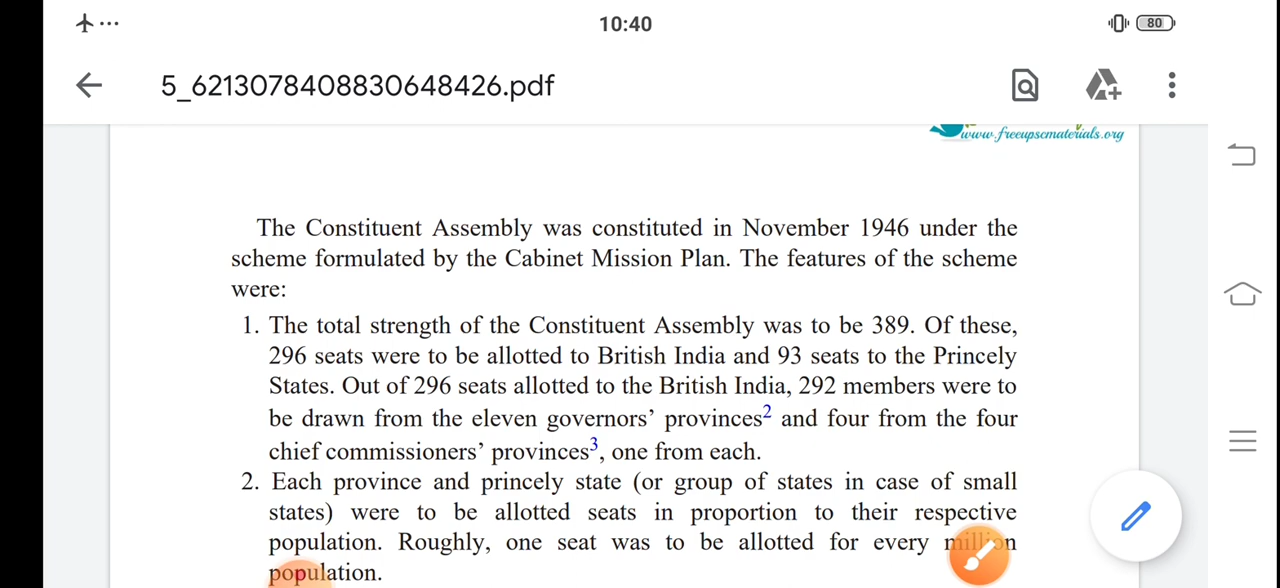 10:40
80
5_6213078408830648426.pdf
www.freeupscmaterials.org
The Constituent Assembly was constituted in November 1946 under the
scheme formulated by the Cabinet Mission Plan. The features of the scheme
were:
1. The total strength of the Constituent Assembly was to be 389. Of these,
296 seats were to be allotted to British India and 93 seats to the Princely
States. Out of 296 seats allotted to the British India, 292 members were to
be drawn from the eleven governors’ provinces2 and four from the four
chief commissioners’ provinces3, one from each.
2. Each province and princely state (or group of states in case of small
states) were to be allotted seats in proportion to their respective
population. Roughly, one seat was to be allotted for every million
population.